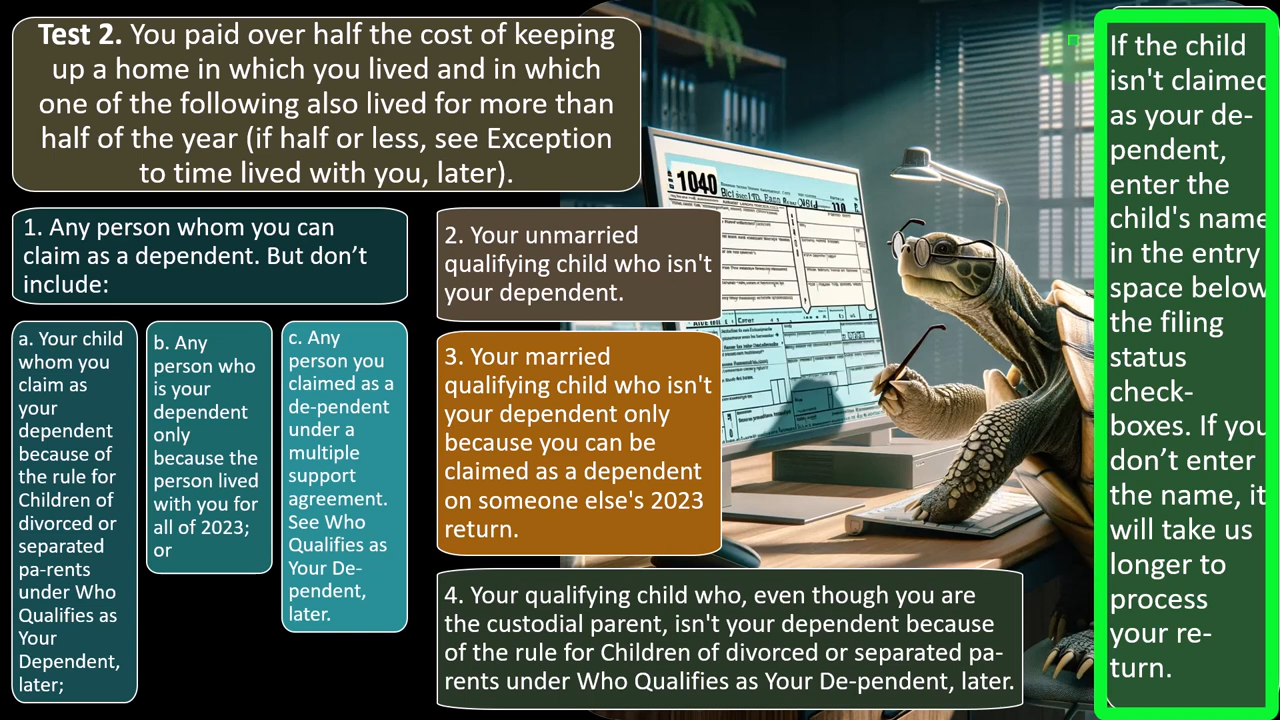 Test 2. You paid over half the cost of keeping
up a home in which you lived and in which
one of the following also lived for more than
half of the year (if half or less, see Exception
to time lived with you, later).
1. Any person whom you can
claim as a dependent. But don’t
include:
a. Your child
whom you
claim as
your
dependent
because of
the rule for
Children of
divorced or
separated
pa-rents
under Who
Qualifies as
Your
Dependent,
later;
b. Any
person who
is your
dependent
only
because the
person lived
with you for
all of 2023;
or
c. Any
person you
claimed as a
de-pendent
under a
multiple
support
agreement.
See Who
Qualifies as
Your De-
pendent,
later.
2. Your unmarried
qualifying child who isn't
your dependent.
3. Your married
qualifying child who isn't
your dependent only
because you can be
claimed as a dependent
on someone else's 2023
return.
4. Your qualifying child who, even though you are
the custodial parent, isn't your dependent because
of the rule for Children of divorced or separated pa-
rents under Who Qualifies as Your De-pendent, later.
1040
If the child
isn't claimed
as your de-
pendent,
enter the
child's name
in the entry
space below
the filing
status
check-
boxes. If you
don’t enter
the name, it
will take us
longer to
process
your re-
turn.